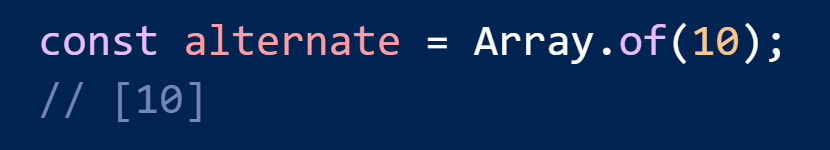 const alternate = Array.of(10);
// [10]